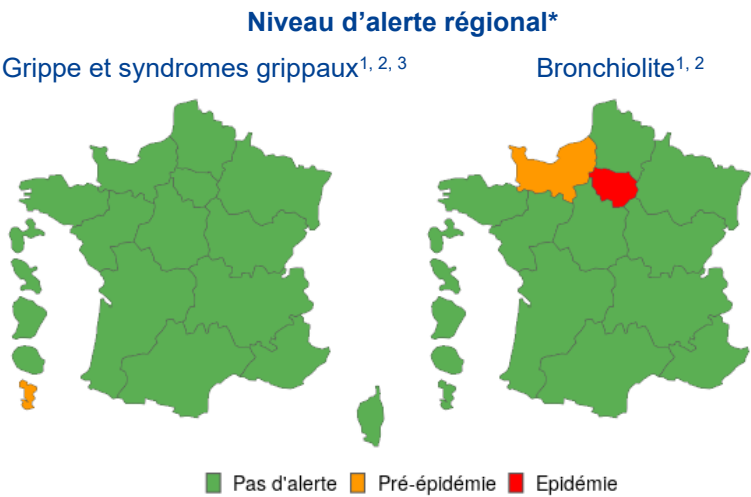 Niveau d’alerte régional*
Grippe et syndromes grippaux1, 2, 3
Bronchiolite1, 2
Pas d'alerte
Pré-épidémie
Epidémie